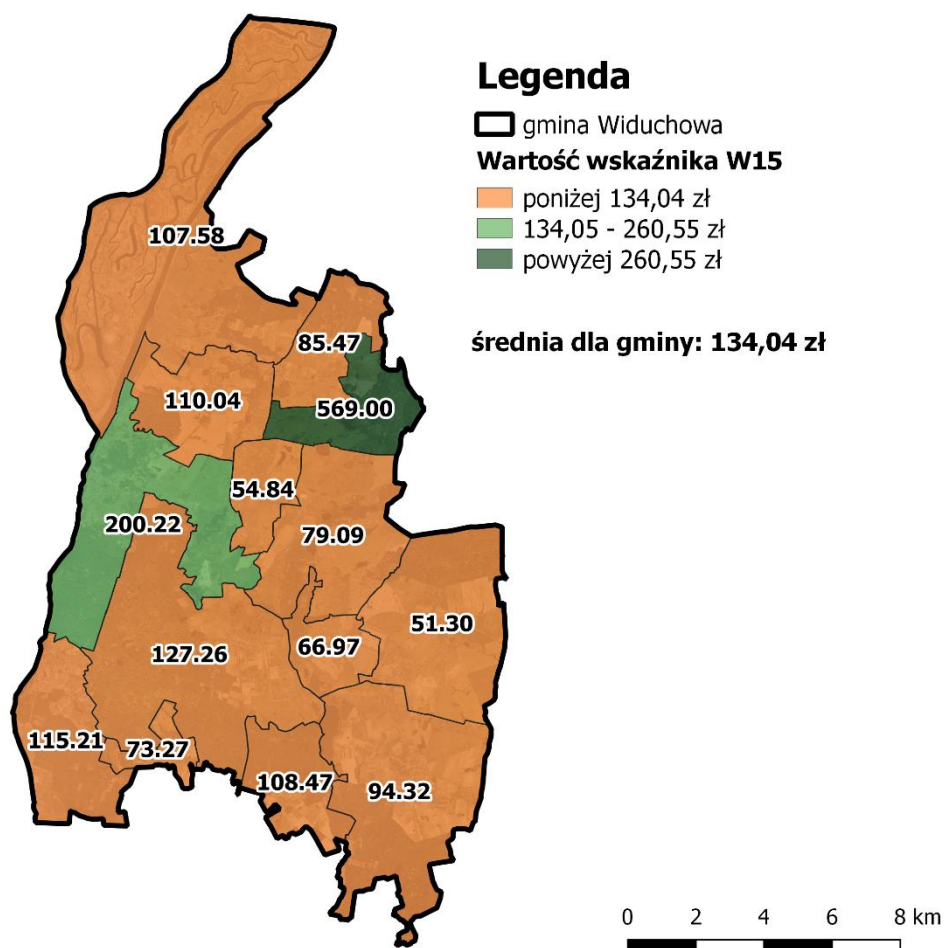 Legenda
gmina Widuchowa
Wartość wskaźnika W15
poniżej 134,04 zł
134,05 - 260,55 zł
powyżej 260,55 zł
średnia dla gminy: 134,04 zł
107.58
85.47
110.04
569.00
54.84
200.22
79.09
51.30
127.26
66.97
115.21
73.27
108.47
94.32
0 2 4 6 8 km